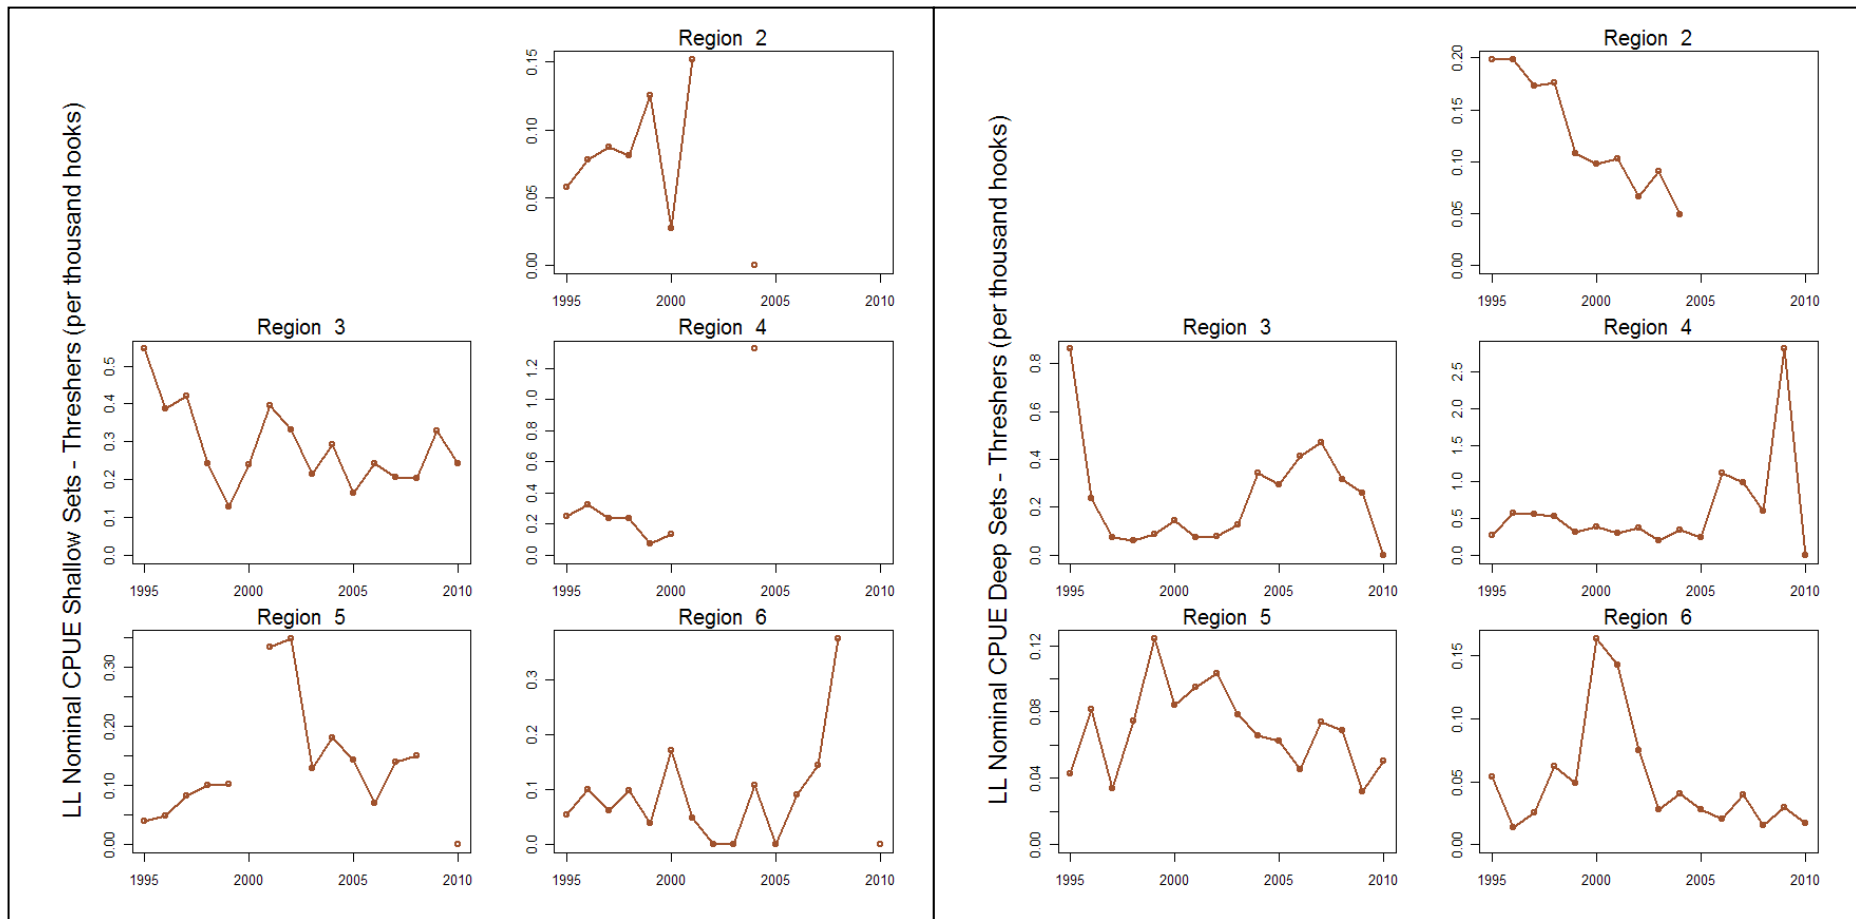 LL Nominal CPUE Shallow Sets - Threshers (per thousand hooks)
Region 2
0.15
0.10
0.05
0.00
1995 2000 2005 2010
Region 3
0.5
0.4
0.3
0.2
0.1
0.0
1995 2000 2005 2010
Region 4
1.2
1.0
0.8
0.6
0.4
0.2
0.0
1995 2000 2005 2010
Region 5
0.30
0.20
0.10
0.00
1995 2000 2005 2010
Region 6
0.3
0.2
0.1
0.0
1995 2000 2005 2010
LL Nominal CPUE Deep Sets - Threshers (per thousand hooks)
Region 2
0.20
0.15
0.10
0.05
0.00
1995 2000 2005 2010
Region 3
0.8
0.6
0.4
0.2
0.0
1995 2000 2005 2010
Region 4
2.5
2.0
1.5
1.0
0.5
0.0
1995 2000 2005 2010
Region 5
0.12
0.08
0.04
0.00
1995 2000 2005 2010
Region 6
0.15
0.10
0.05
0.00
1995 2000 2005 2010